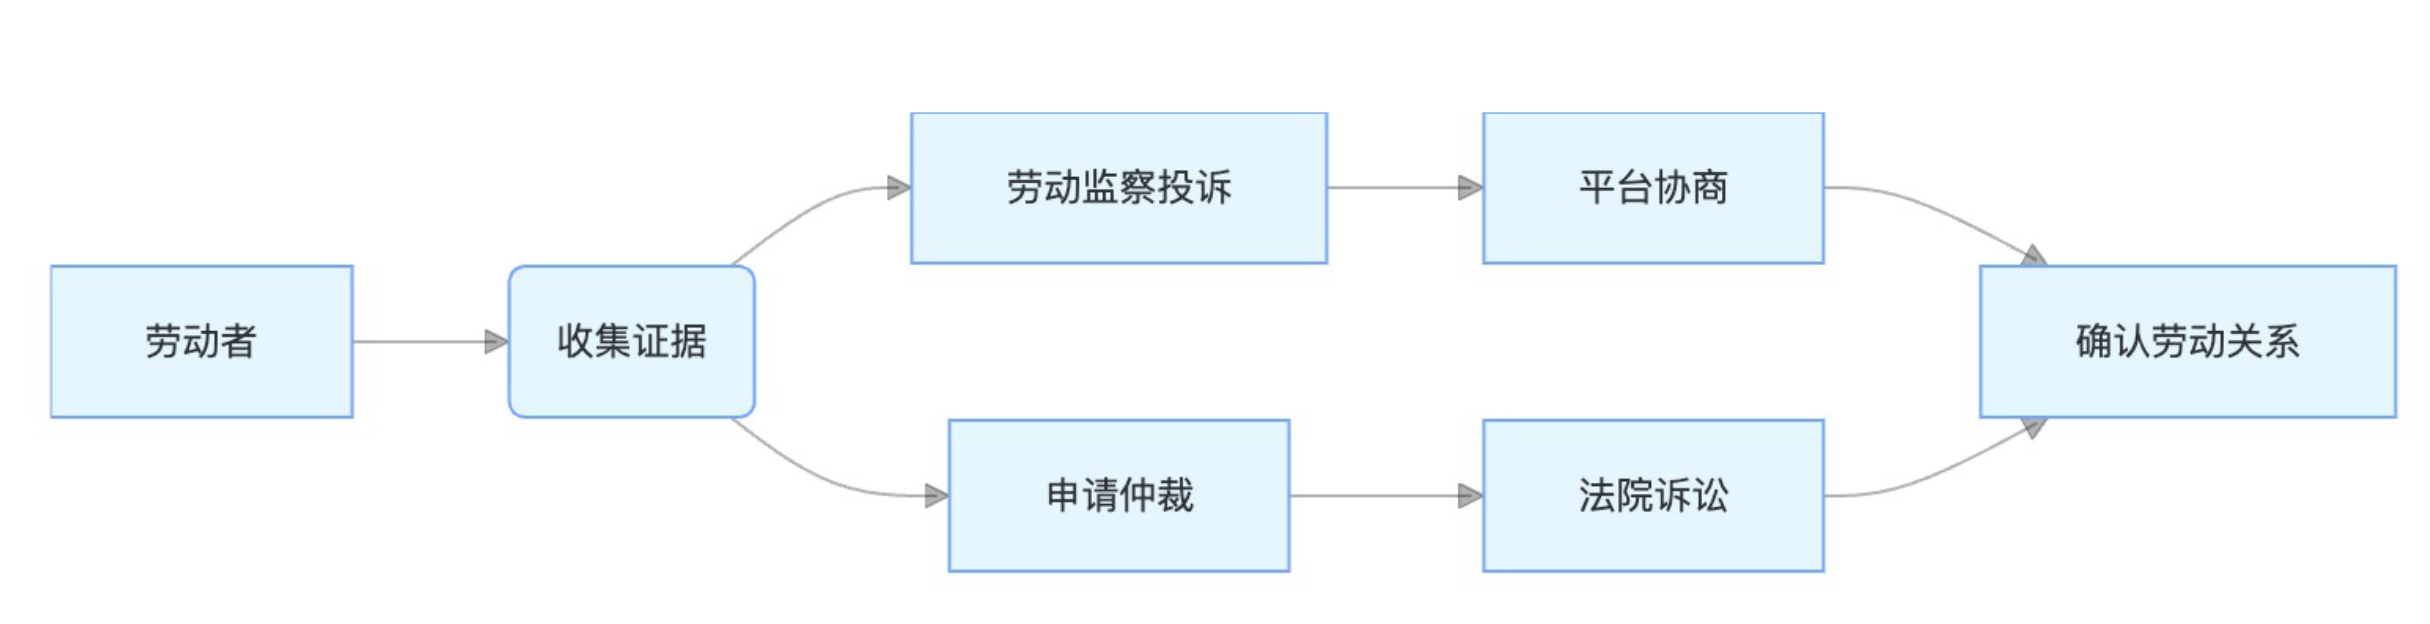 劳动者
收集证据
劳动监察投诉
平台协商
申请仲裁
法院诉讼
确认劳动关系